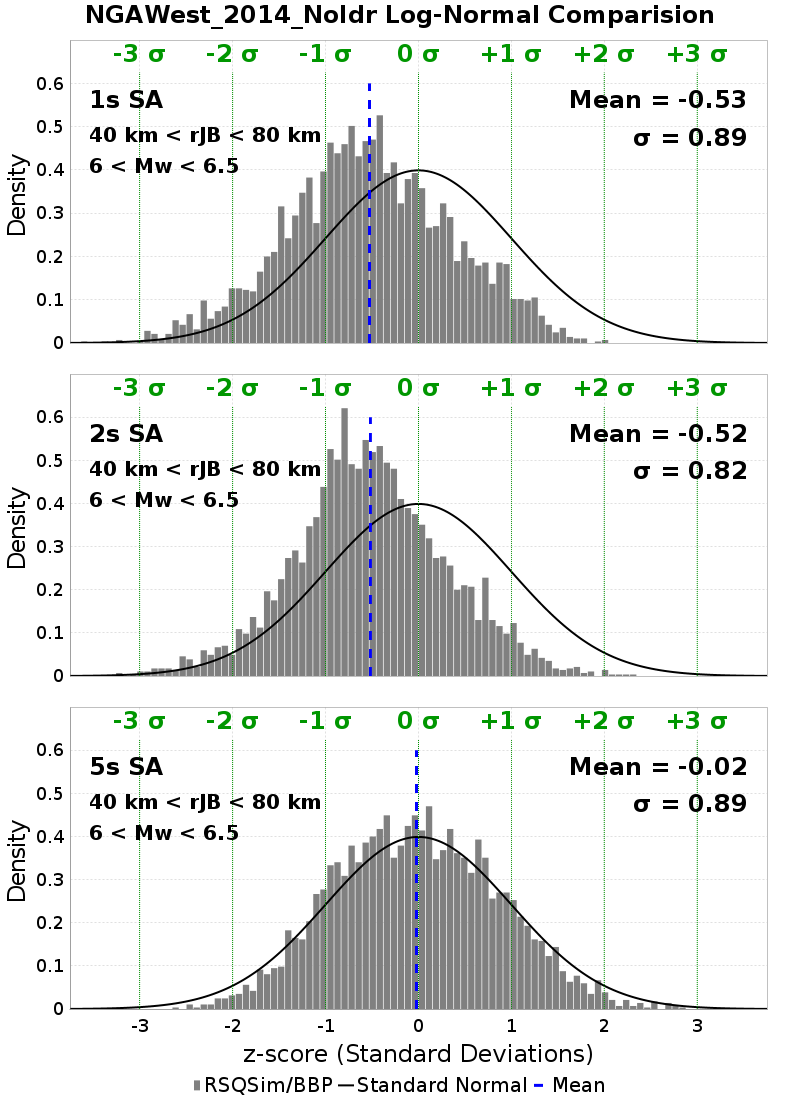 NGAWest_2014_NoIdr Log-Normal Comparision
-3 σ -2 σ -1 σ 0 σ +1 σ +2 σ +3 σ
0.6
1s SA Mean = -0.53
0.5
40 km < rJB < 80 km σ = 0.89
6 < Mw < 6.5
0.4
0.3
0.2
0.1
0
Density
-3 σ -2 σ -1 σ 0 σ +1 σ +2 σ +3 σ
0.6
2s SA Mean = -0.52
0.5
40 km < rJB < 80 km σ = 0.82
6 < Mw < 6.5
0.4
0.3
0.2
0.1
0
Density
-3 σ -2 σ -1 σ 0 σ +1 σ +2 σ +3 σ
0.6
5s SA Mean = -0.02
0.5
40 km < rJB < 80 km σ = 0.89
6 < Mw < 6.5
0.4
0.3
0.2
0.1
0
Density
-3 -2 -1 0 1 2 3
z-score (Standard Deviations)
RSQSim/BBP Standard Normal Mean